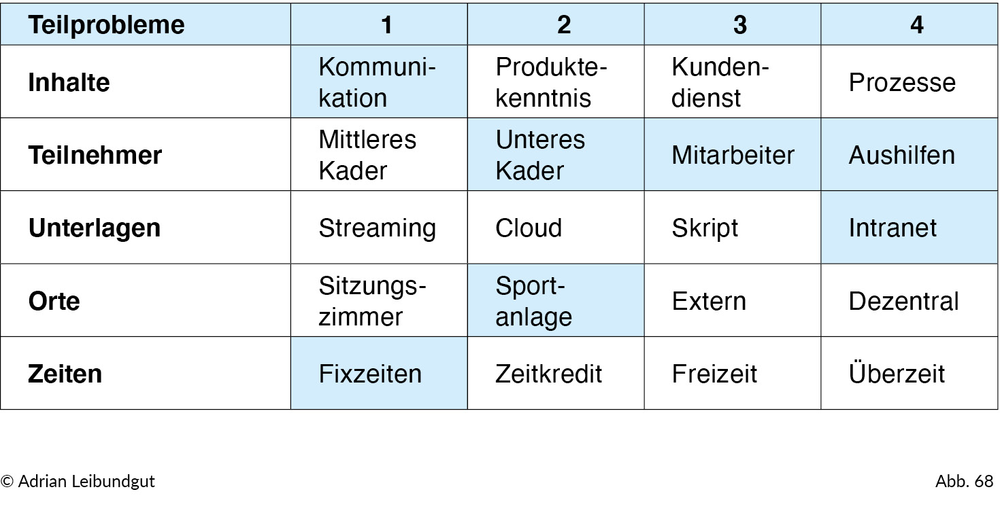 Teilprobleme 1 2 3 4
Inhalte
Kommuni-
kation
Produkte-
kenntnis
Kunden-
dienst
Prozesse
Teilnehmer
Mittleres
Kader
Unteres
Kader
Mitarbeiter
Aushilfen
Unterlagen Streaming Cloud Skript Intranet
Orte
Sitzungs-
zimmer
Sport-
anlage
Extern
Dezentral
Zeiten Fixzeiten Zeitkredit Freizeit Überzeit
© Adrian Leibundgut Abb. 68